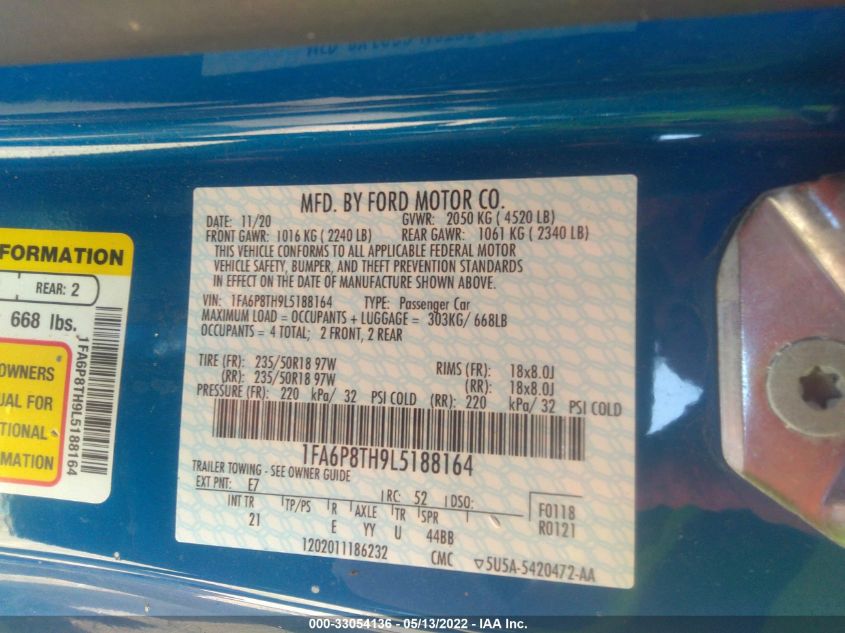 MFD. BY FORD MOTOR CO.
DATE: 11/20 GVWR: 2050 KG ( 4520 LB)
FRONT GAWR: 1016 KG ( 2240 LB) REAR GAWR: 1061 KG ( 2340 LB)
THIS VEHICLE CONFORMS TO ALL APPLICABLE FEDERAL MOTOR
VEHICLE SAFETY, BUMPER, AND THEFT PREVENTION STANDARDS
IN EFFECT ON THE DATE OF MANUFACTURE SHOWN ABOVE.
VIN: 1FA6P8TH9L5188164 TYPE: Passenger Car
MAXIMUM LOAD = OCCUPANTS + LUGGAGE = 303KG/ 668LB
OCCUPANTS = 4 TOTAL; 2 FRONT, 2 REAR
TIRE (FR): 235/50R18 97W RIMS (FR): 18x8.0J
(RR): 235/50R18 97W (RR): 18x8.0J
PRESSURE (FR): 220 kPa/ 32 PSI COLD (RR): 220 kPa/ 32 PSI COLD
1FA6P8TH9L5188164
TRAILER TOWING - SEE OWNER GUIDE
EXT PNT: E7 RC: 52 DSO: F0118
INT TR TP/PS R AXLE TR SPR R0121
21 E YY U 44BB
1202011186232 CMC ▽5U5A-5420472-AA
FORMATION
REAR: 2
668 lbs.
OWNERS
UAL FOR
TIONAL
MATION
1FA6P8TH9L5188164
000-33054136 - 05/13/2022 - IAA Inc.